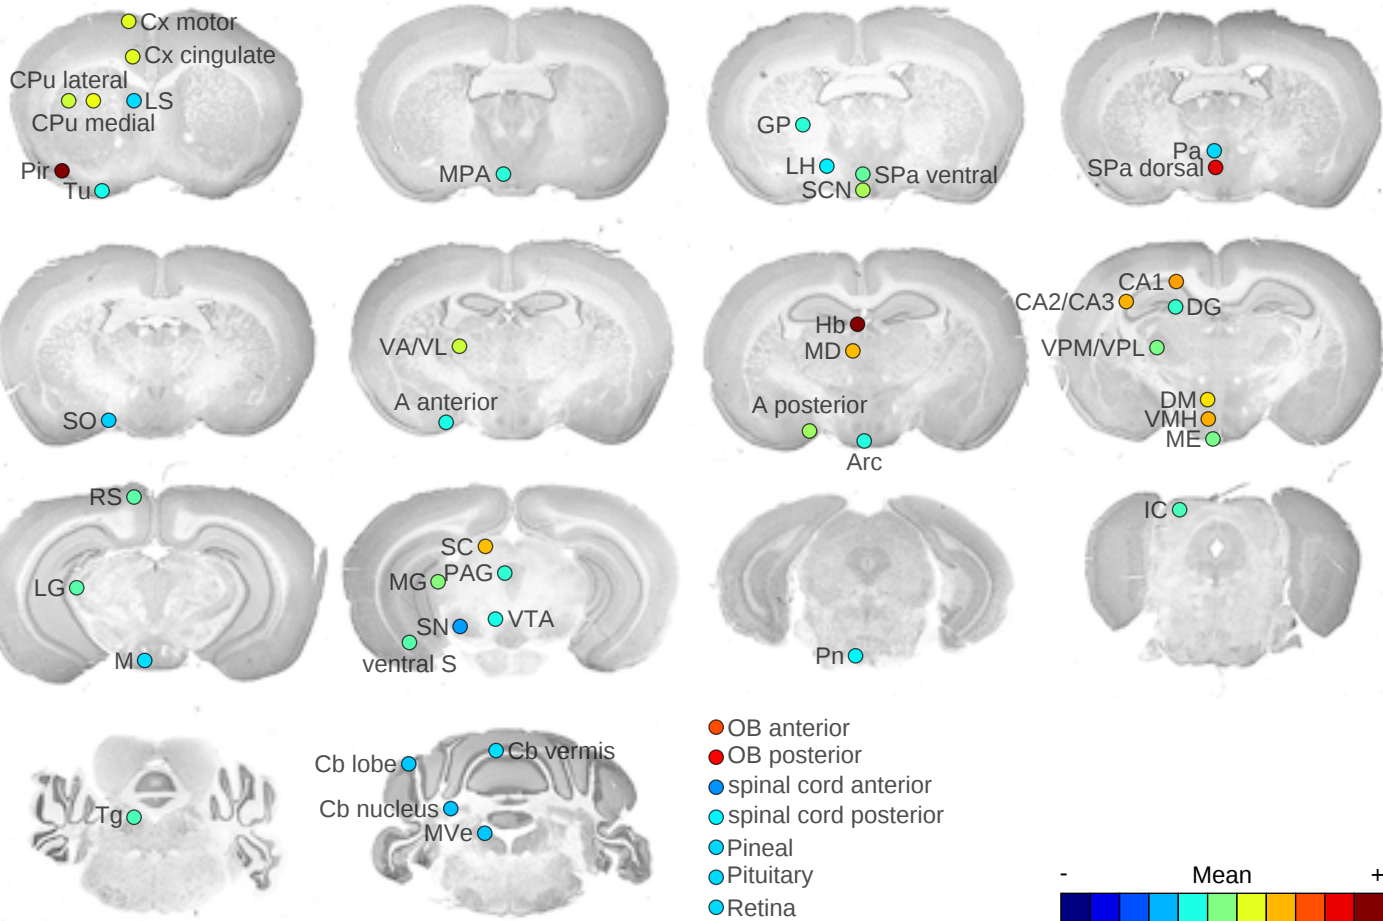 Cx motor
Cx cingulate
CPu lateral
LS
CPu medial
Pir
Tu
MPA
GP
LH
SPa ventral
SCN
Pa
SPa dorsal
SO
VA/VL
A anterior
Hb
MD
A posterior
Arc
CA1
CA2/CA3
DG
VPM/VPL
DM
VMH
ME
RS
LG
M
SC
PAG
MG
VTA
SN
ventral S
Pn
IC
Tg
Cb vermis
Cb lobe
Cb nucleus
MVe
OB anterior
OB posterior
spinal cord anterior
spinal cord posterior
Pineal
Pituitary
Retina
- Mean +